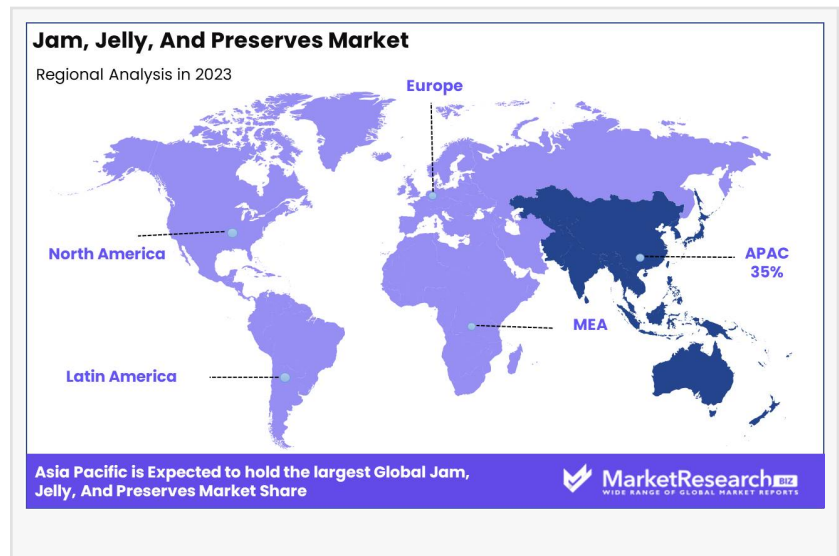 Jam, Jelly, And Preserves Market
Regional Analysis in 2023
Europe
North America
APAC
35%
MEA
Latin America
Asia Pacific is Expected to hold the largest Global Jam,
Jelly, And Preserves Market Share
MarketResearch BIZ
WIDE RANGE OF GLOBAL MARKET REPORTS